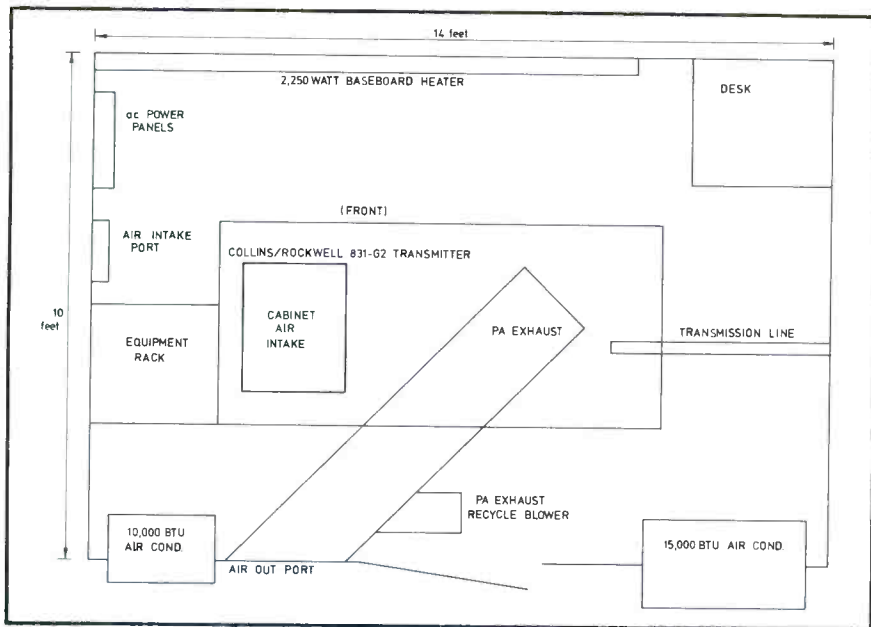 14 feet
2,250 WATT BASEBOARD HEATER
DESK
ac POWER
PANELS
(FRONT)
AIR INTAKE
PORT
COLLINS/ROCKWELL 831-G2 TRANSMITTER
10
feet
CABINET
AIR
INTAKE
PA EXHAUST
TRANSMISSION LINE
EQUIPMENT
RACK
PA EXHAUST
RECYCLE BLOWER
10,000 BTU
AIR COND.
15,000 BTU AIR COND.
AIR OUT PORT